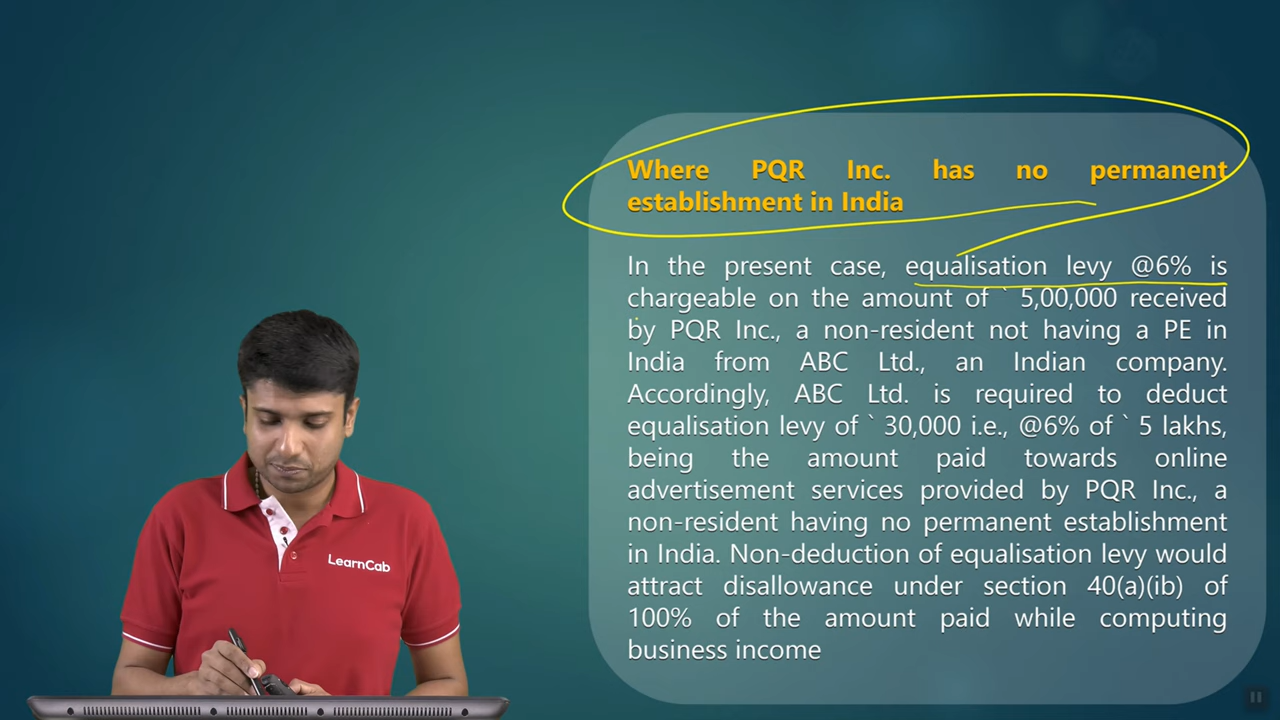 Where PQR Inc. has no permanent
establishment in India
In the present case, equalisation levy @6% is
chargeable on the amount of ` 5,00,000 received
by PQR Inc., a non-resident not having a PE in
India from ABC Ltd., an Indian company.
Accordingly, ABC Ltd. is required to deduct
equalisation levy of ` 30,000 i.e., @6% of ` 5 lakhs,
being the amount paid towards online
advertisement services provided by PQR Inc., a
non-resident having no permanent establishment
in India. Non-deduction of equalisation levy would
attract disallowance under section 40(a)(ib) of
100% of the amount paid while computing
business income
LearnCab